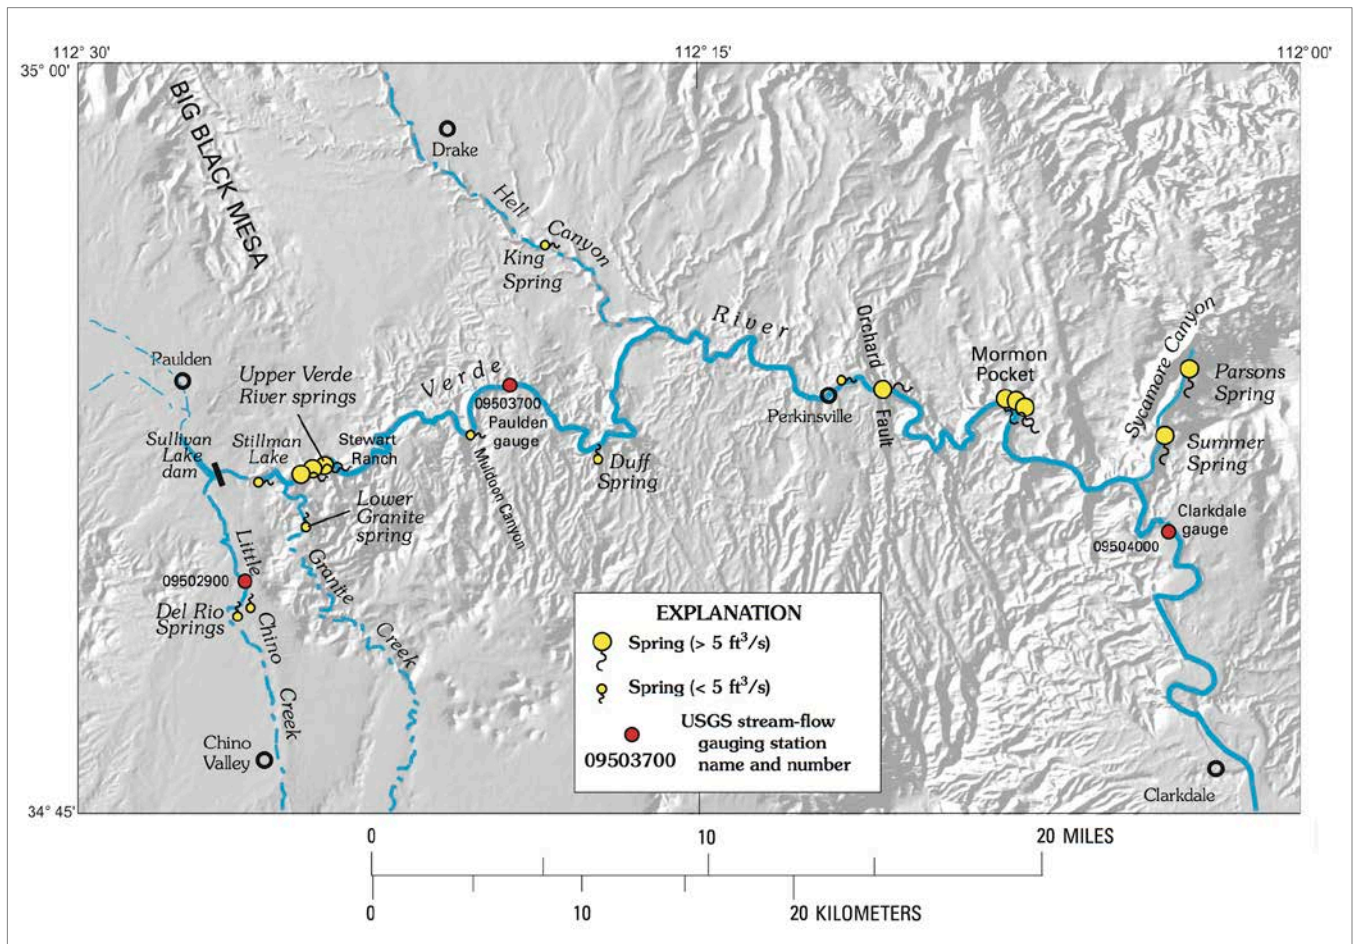 112° 30'
112° 15'
112° 00'
35° 00'
BIG BLACK MESA
Drake
Hell
Canyon
King
Spring
River
Orchard
Fault
Mormon
Pocket
Sycamore Canyon
Parsons
Spring
Summer
Spring
Paulden
Upper Verde
River springs
Verde
09503700
Paulden
gauge
Perkinsville
Sullivan
Lake
dam
Stillman
Lake
Stewart
Ranch
Muldoon Canyon
Duff
Spring
Lower
Granite
spring
Clarkdale
gauge
09504000
Little
Chino
Creek
09502900
Del Rio
Springs
Granite
Creek
Chino
Valley
Clarkdale
EXPLANATION
Spring (> 5 ft³/s)
Spring (< 5 ft³/s)
USGS stream-flow
gauging station
name and number
09503700
34° 45'
0 10 20 MILES
0 10 20 KILOMETERS